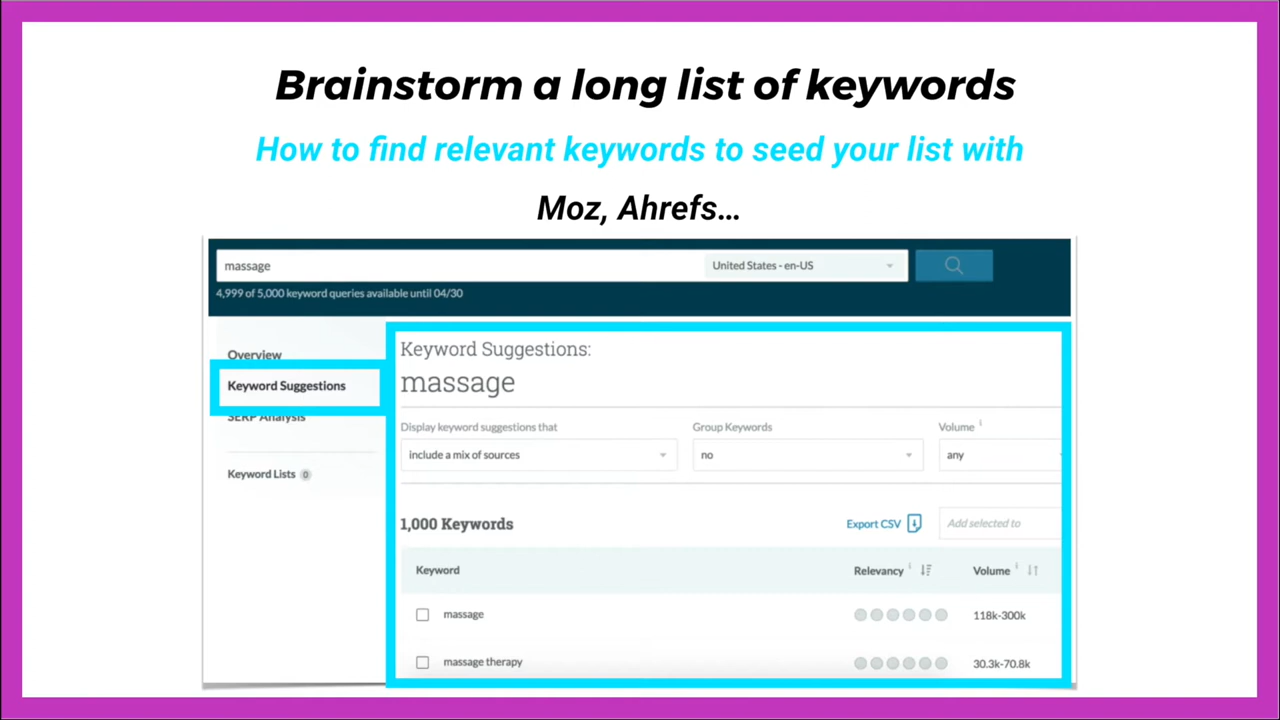 Brainstorm a long list of keywords
How to find relevant keywords to seed your list with
Moz, Ahrefs…
massage
United States - en-US
4,999 of 5,000 keyword queries available until 04/30
Overview
Keyword Suggestions
SERP Analysis
Keyword Lists 0
Keyword Suggestions:
massage
Display keyword suggestions that
Group Keywords
Volume i
include a mix of sources
no
any
1,000 Keywords
Export CSV
Add selected to
Keyword
Relevancy i
Volume i
massage
118k-300k
massage therapy
30.3k-70.8k